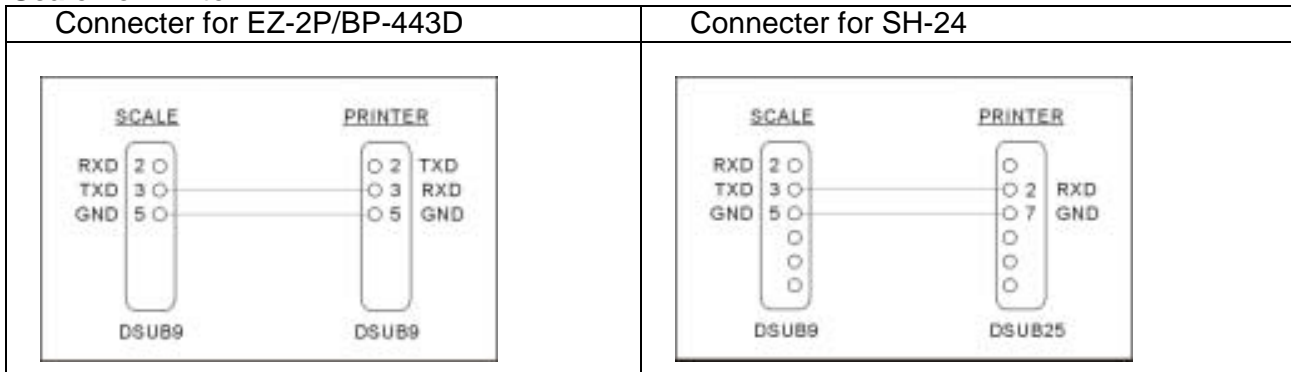 Connecter for EZ-2P/BP-443D
SCALE PRINTER
RXD 2 2 TXD
TXD 3 3 RXD
GND 5 5 GND
DSUB9 DSUB9
Connecter for SH-24
SCALE PRINTER
RXD 2
TXD 3 2 RXD
GND 5 7 GND
DSUB9 DSUB25